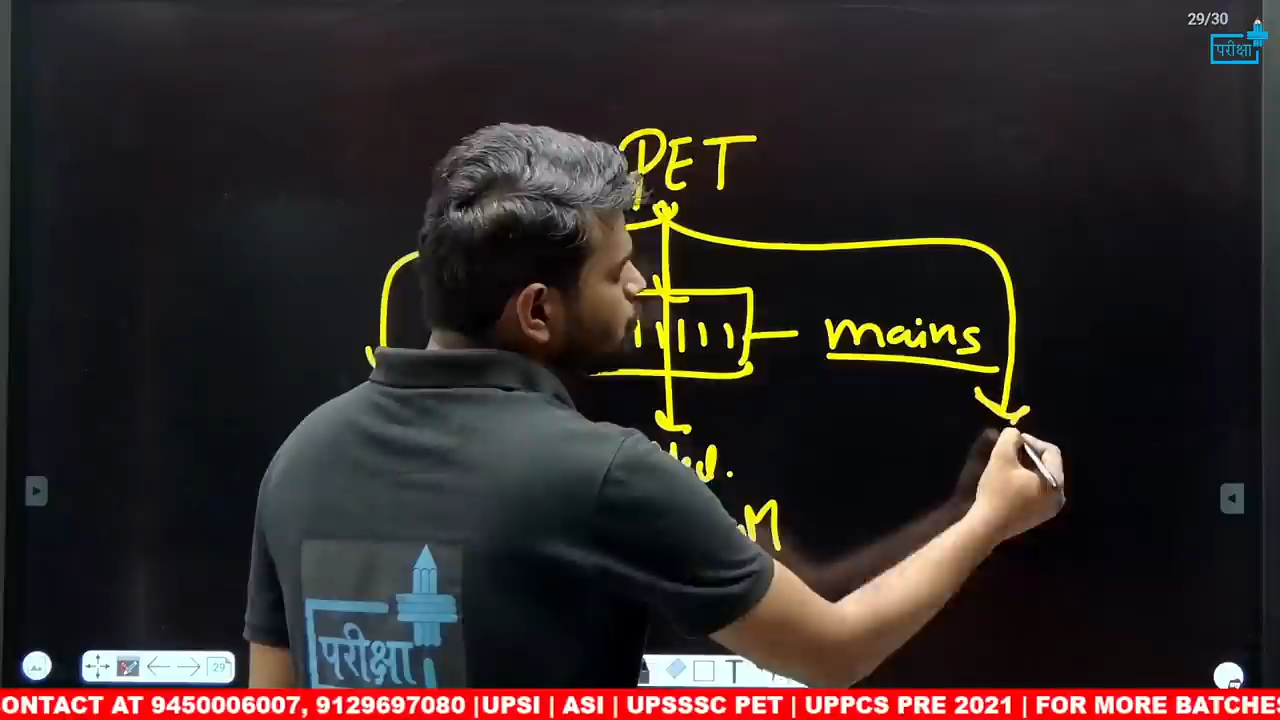 29/30
परीक्षा
PET
mains
M
परीक्षा
29
T
ONTACT AT 9450006007, 9129697080 |UPSI | ASI | UPSSSC PET | UPPCS PRE 2021 | FOR MORE BATCHES